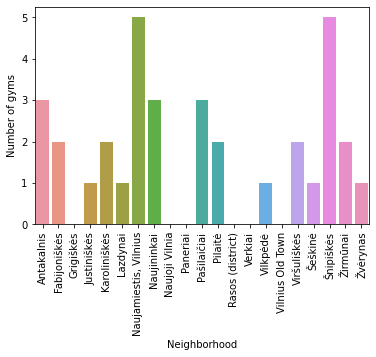 Number of gyms
5
4
3
2
1
0
Antakalnis
Fabijoniškės
Grigiškės
Justiniškės
Karoliniškės
Lazdynai
Naujamiestis, Vilnius
Naujininkai
Naujoji Vilnia
Paneriai
Pašilaičiai
Pilaitė
Rasos (district)
Verkiai
Vilkpėdė
Vilnius Old Town
Viršuliškės
Šeškinė
Šnipiškės
Žirmūnai
Žvėrynas
Neighborhood